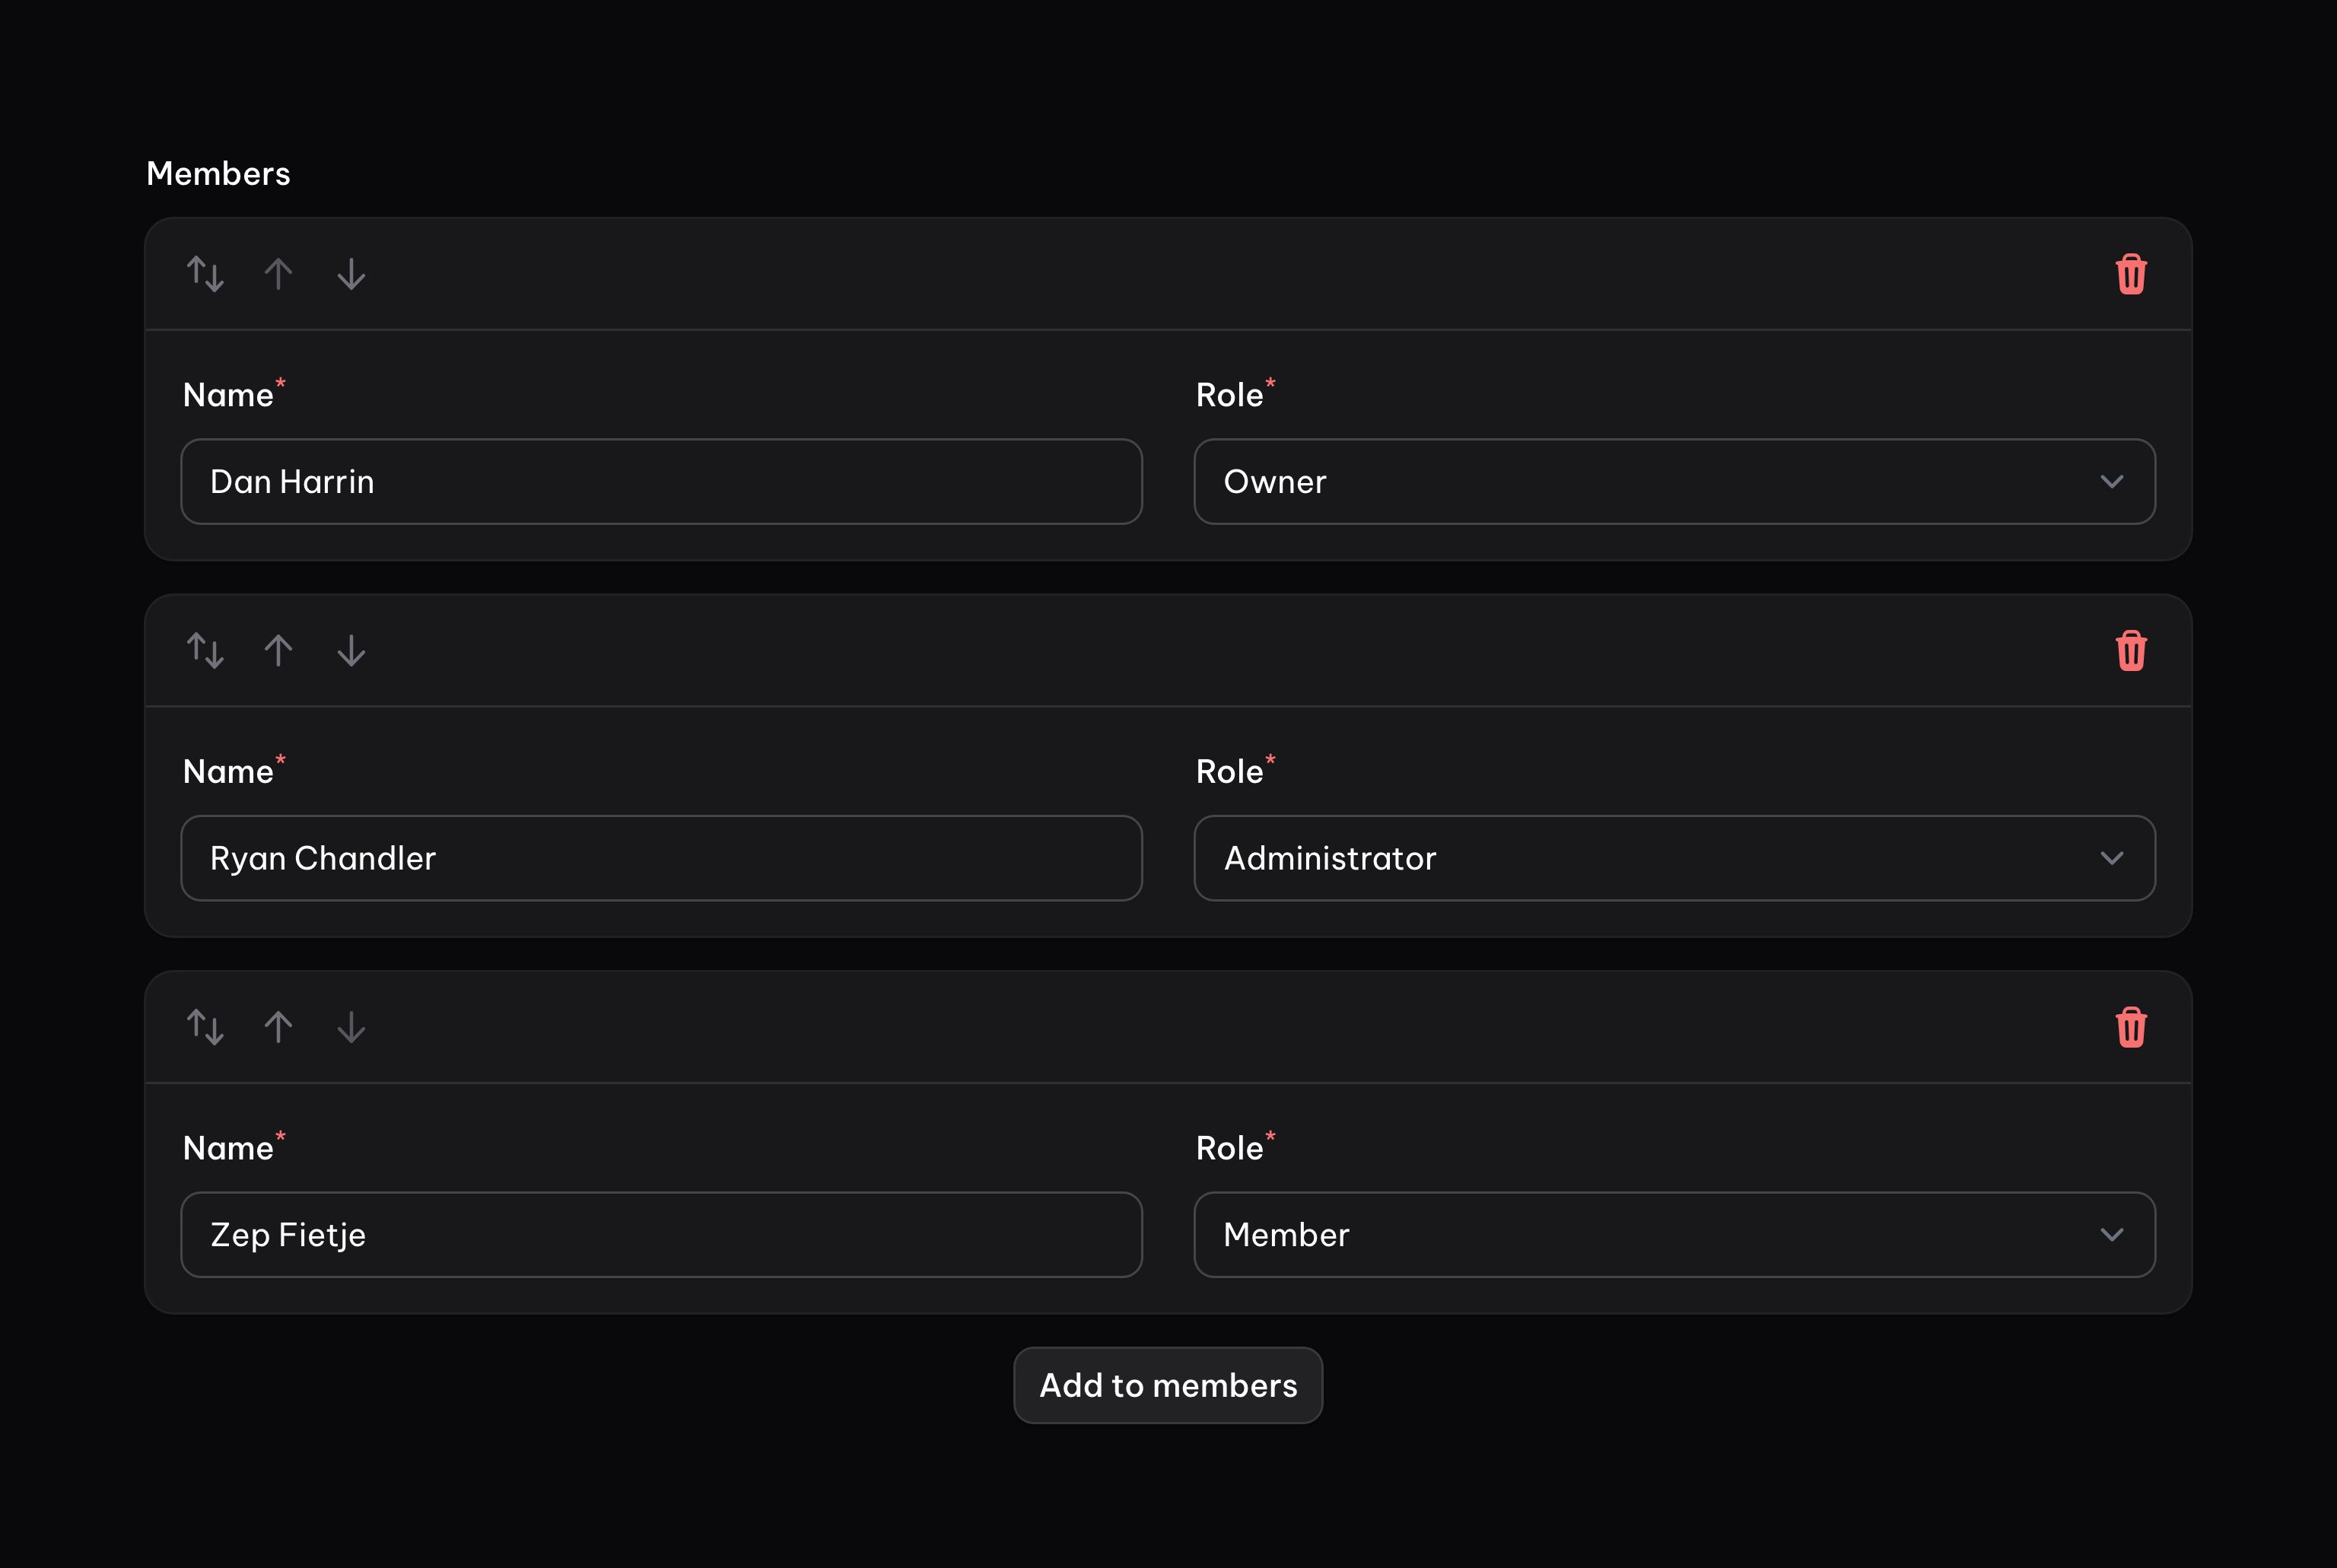 Members
Name* Role*
Dan Harrin Owner
Name* Role*
Ryan Chandler Administrator
Name* Role*
Zep Fietje Member
Add to members